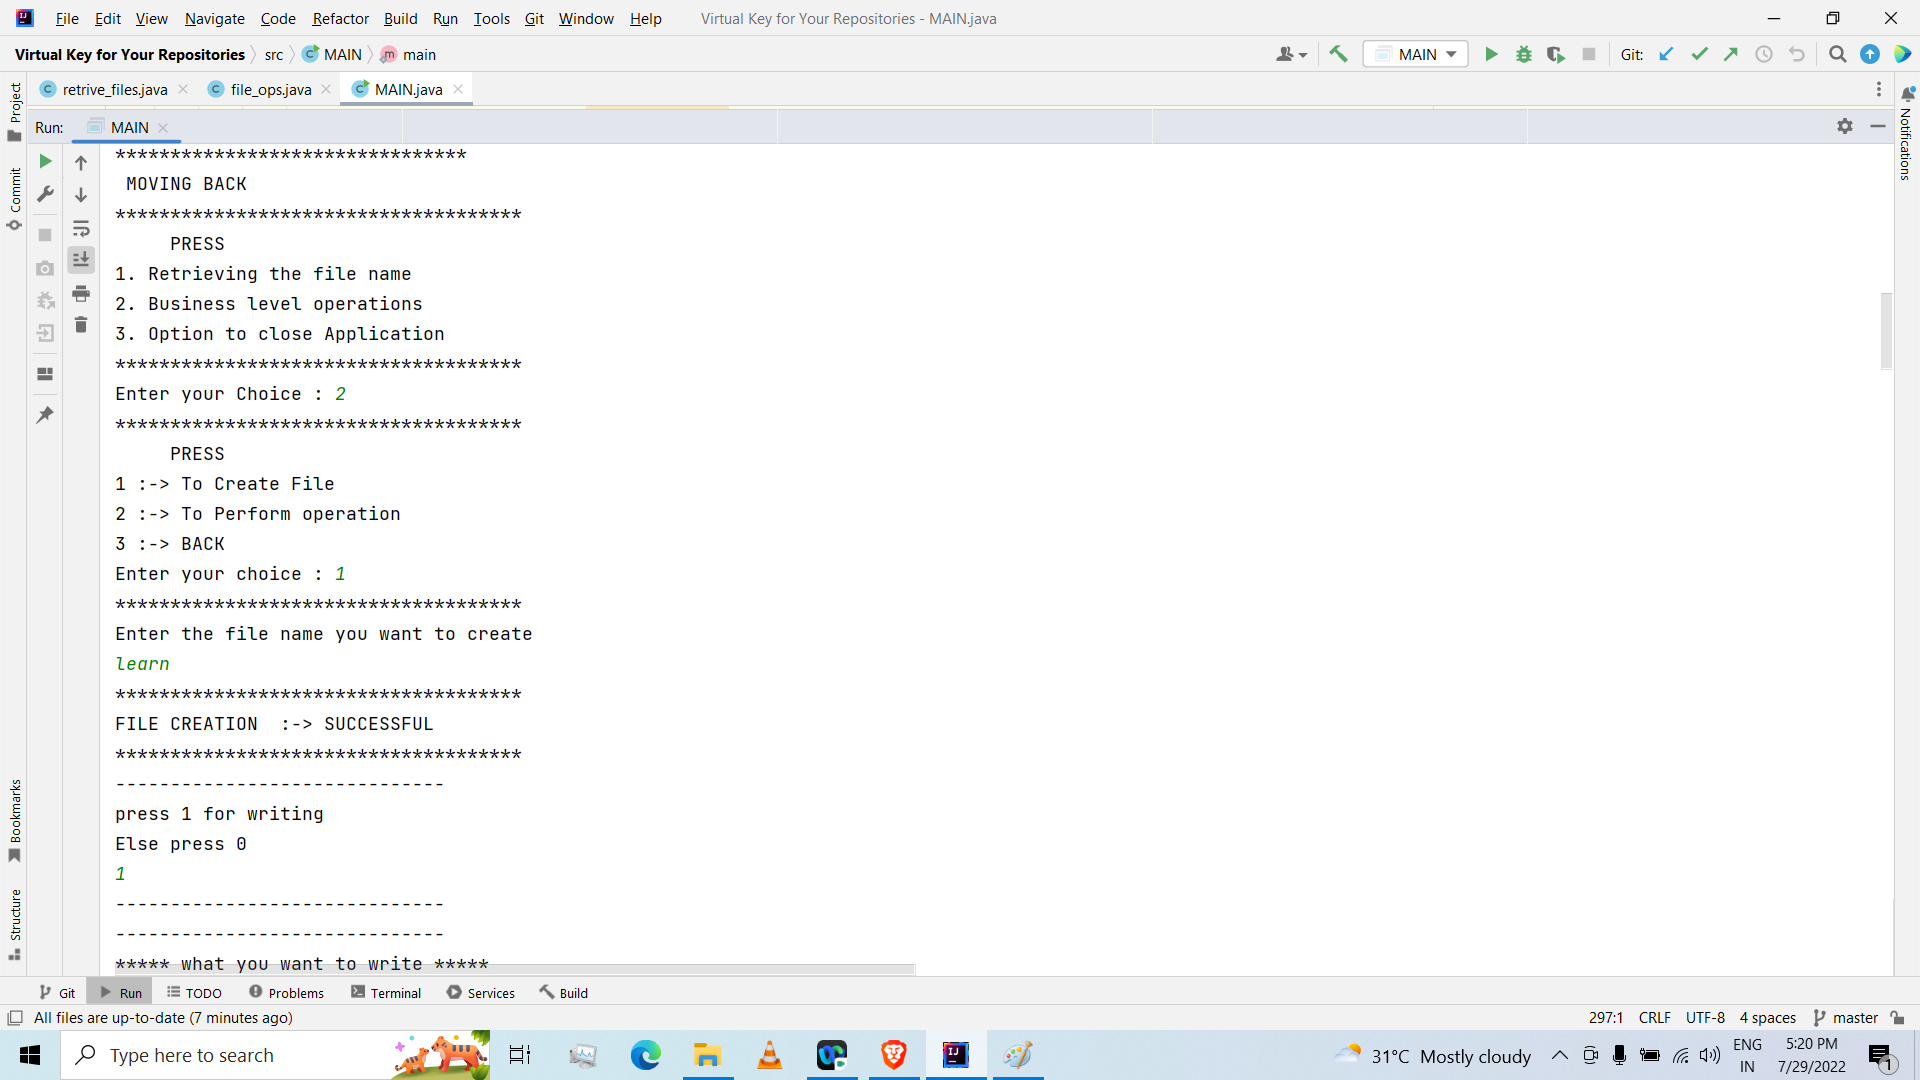 File Edit View Navigate Code Refactor Build Run Tools Git Window Help Virtual Key for Your Repositories - MAIN.java
Virtual Key for Your Repositories src MAIN main MAIN Git:
Project retrive_files.java file_ops.java MAIN.java
Notifications
Run: MAIN
Commit
********************************
MOVING BACK
*************************************
PRESS
1. Retrieving the file name
2. Business level operations
3. Option to close Application
*************************************
Enter your Choice : 2
*************************************
PRESS
1 :-> To Create File
2 :-> To Perform operation
3 :-> BACK
Enter your choice : 1
*************************************
Enter the file name you want to create
learn
*************************************
FILE CREATION  :-> SUCCESSFUL
*************************************
------------------------------
press 1 for writing
Else press 0
1
------------------------------
------------------------------
***** what you want to write *****
Bookmarks
Structure
Git Run TODO Problems Terminal Services Build
All files are up-to-date (7 minutes ago) 297:1 CRLF UTF-8 4 spaces master
Type here to search 31°C Mostly cloudy ENG IN 5:20 PM 7/29/2022 1